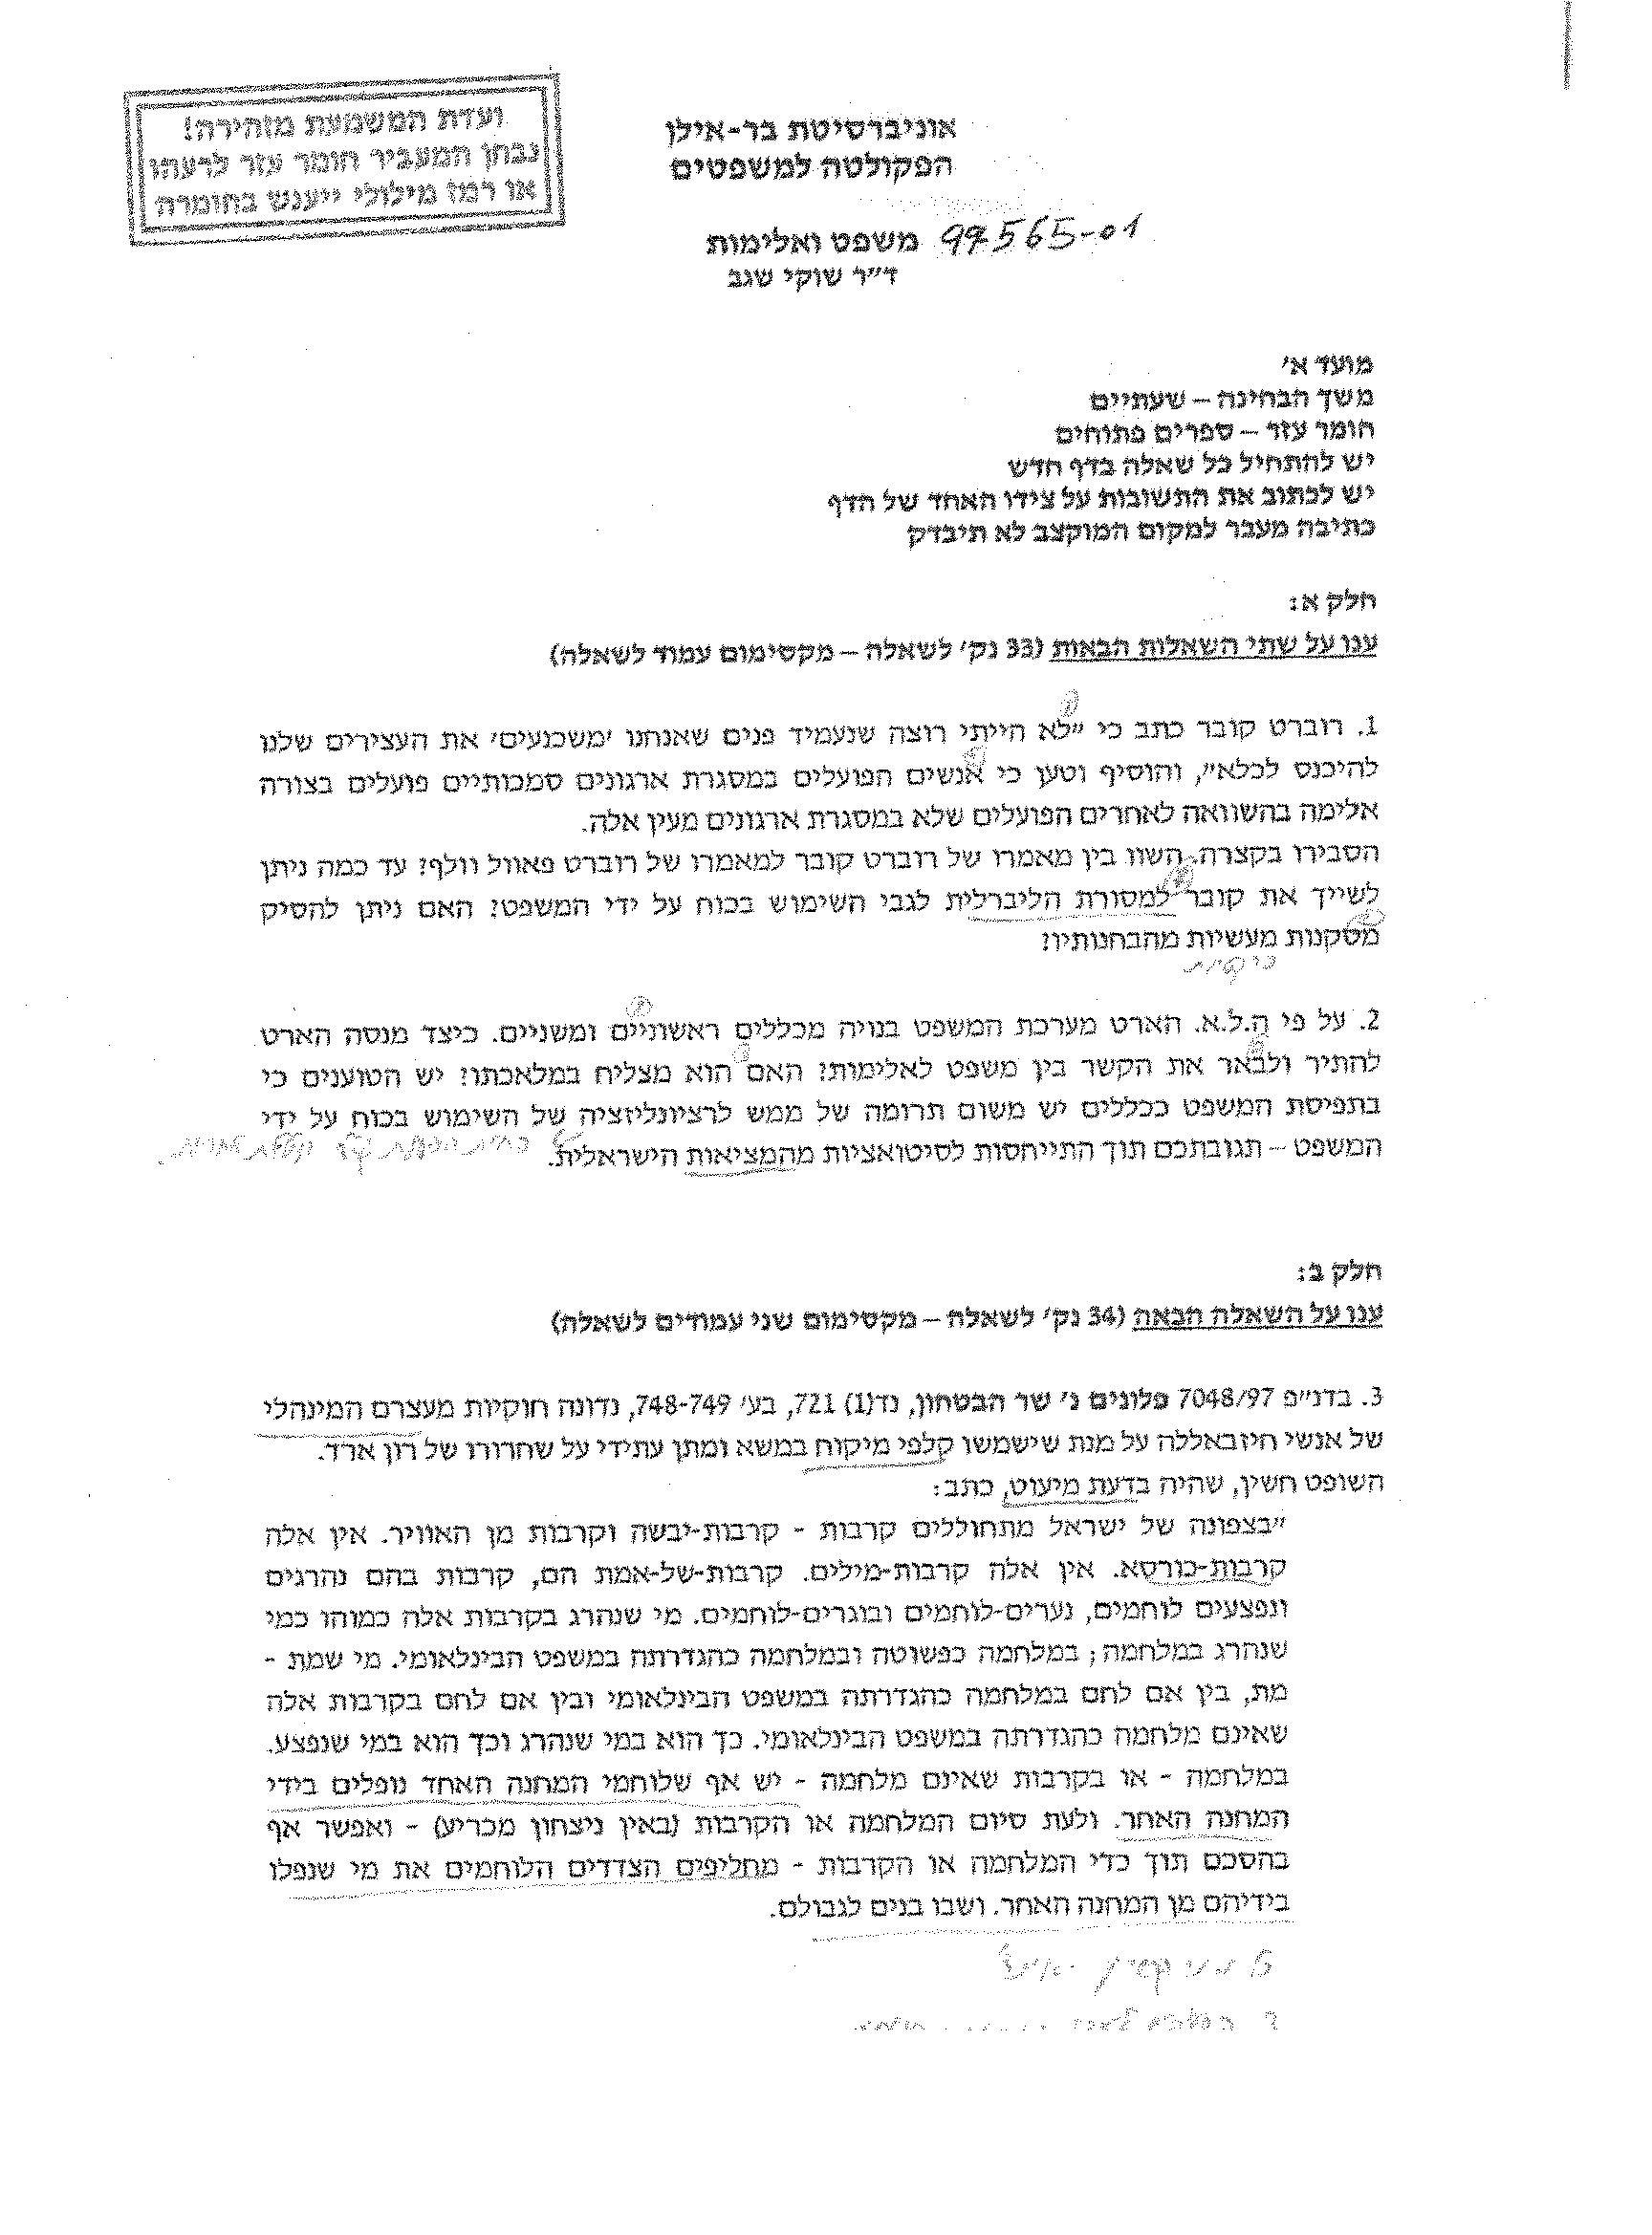 ועדת המשמעת מזהירה!
נבחן המעביר חומר עזר לרעהו
או רמז מילולי ייענש בחומרה
אוניברסיטת בר-אילן
הפקולטה למשפטים
משפט ואלימות 99565-01
ד״ר שוקי שגב
מועד א׳
משך הבחינה – שעתיים
חומר עזר – ספרים פתוחים
יש להתחיל כל שאלה בדף חדש
יש לכתוב את התשובות על צידו האחד של הדף
כתיבה מעבר למקום המוקצב לא תיבדק
חלק א:
ענו על שתי השאלות הבאות (33 נק׳ לשאלה – מקסימום עמוד לשאלה)
1. רוברט קובר כתב כי ״לא הייתי רוצה שנעמיד פנים שאנחנו ׳משכנעים׳ את העצירים שלנו
להיכנס לכלא״, והוסיף וטען כי אנשים הפועלים במסגרת ארגונים סמכותיים פועלים בצורה
אלימה בהשוואה לאחרים הפועלים שלא במסגרת ארגונים מעין אלה.
הסבירו בקצרה. השוו בין מאמרו של רוברט קובר למאמרו של רוברט פאוול וולף? עד כמה ניתן
לשייך את קובר למסורת הליברלית לגבי השימוש בכוח על ידי המשפט? האם ניתן להסיק
מסקנות מעשיות מהבחנותיו?
2. על פי ה.ל.א. הארט מערכת המשפט בנויה מכללים ראשוניים ומשניים. כיצד מנסה הארט
להתיר ולבאר את הקשר בין משפט לאלימות? האם הוא מצליח במלאכתו? יש הטוענים כי
בתפיסת המשפט ככללים יש משום תרומה של ממש לרציונליזציה של השימוש בכוח על ידי
המשפט – תגובתכם תוך התייחסות לסיטואציות מהמציאות הישראלית.
חלק ב:
ענו על השאלה הבאה (34 נק׳ לשאלה – מקסימום שני עמודים לשאלה)
3. בדנ״פ 7048/97 פלונים נ׳ שר הבטחון, נד(1) 721, בע׳ 748-749, נדונה חוקיות מעצרם המינהלי
של אנשי חיזבאללה על מנת שישמשו קלפי מיקוח במשא ומתן עתידי על שחרורו של רון ארד.
השופט חשין, שהיה בדעת מיעוט, כתב:
״בצפונה של ישראל מתחוללים קרבות - קרבות-יבשה וקרבות מן האוויר. אין אלה
קרבות-כורסא. אין אלה קרבות-מילים. קרבות-של-אמת הם, קרבות בהם נהרגים
ונפצעים לוחמים, נערים-לוחמים ובוגרים-לוחמים. מי שנהרג בקרבות אלה כמוהו כמי
שנהרג במלחמה; במלחמה כפשוטה ובמלחמה כהגדרתה במשפט הבינלאומי. מי שמת -
מת, בין אם לחם במלחמה כהגדרתה במשפט הבינלאומי ובין אם לחם בקרבות אלה
שאינם מלחמה כהגדרתה במשפט הבינלאומי. כך הוא במי שנהרג וכך הוא במי שנפצע.
במלחמה - או בקרבות שאינם מלחמה - יש אף שלוחמי המחנה האחד נופלים בידי
המחנה האחר. ולעת סיום המלחמה או הקרבות (באין ניצחון מכריע) - ואפשר אף
בהסכם תוך כדי המלחמה או הקרבות - מחליפים הצדדים הלוחמים את מי שנפלו
בידיהם מן המחנה האחר. ושבו בנים לגבולם.